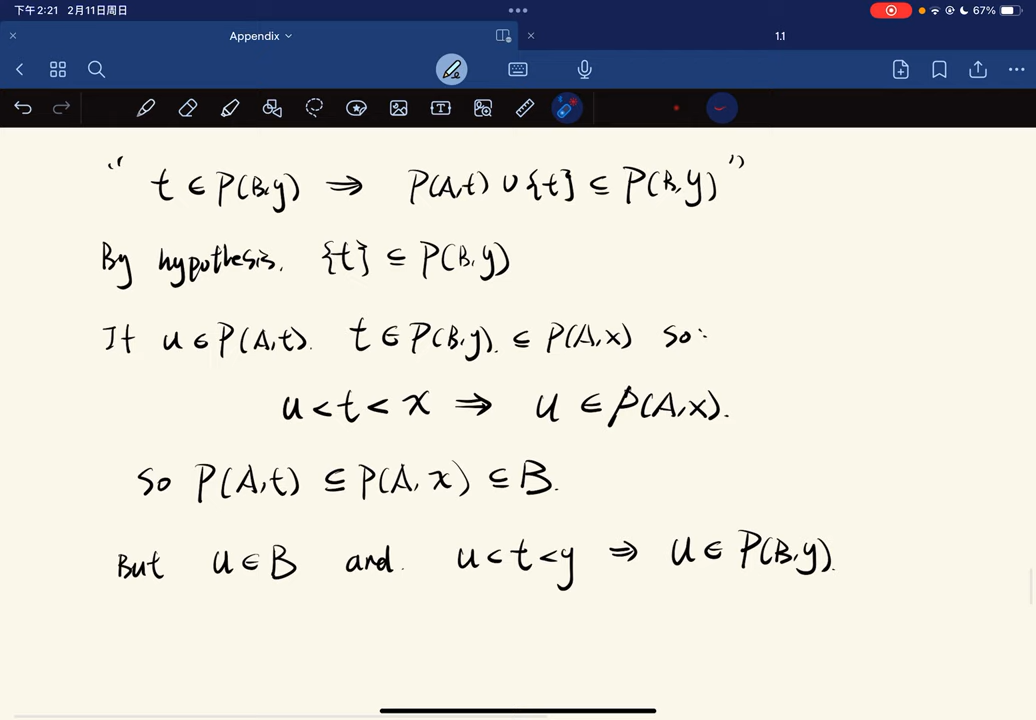 下午2:21 2月11日周日
67%
Appendix
1.1
“ t ∈ P(B,y) ⇒ P(A,t) ∪ {t} ⊆ P(B,y) ”
By hypothesis. {t} ⊆ P(B,y)
If u ∈ P(A,t). t ∈ P(B,y). ⊆ P(A,x) so:
u < t < x ⇒ u ∈ P(A,x).
So P(A,t) ⊆ P(A,x) ⊆ B.
But u ∈ B and. u < t < y ⇒ u ∈ P(B,y).